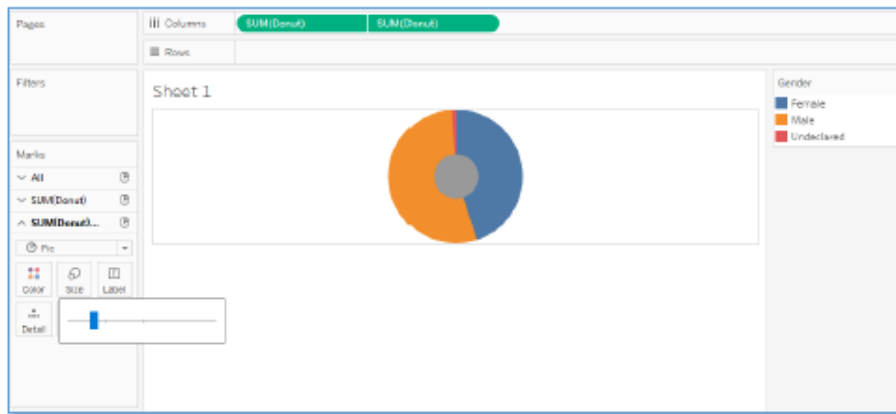 Pages
Columns
SUM(Donut)
SUM(Donut)
Rows
Filters
Sheet 1
Gender
Female
Male
Undeclared
Marks
All
SUM(Donut)
SUM(Donut)...
Pie
Color
Size
Label
Detail